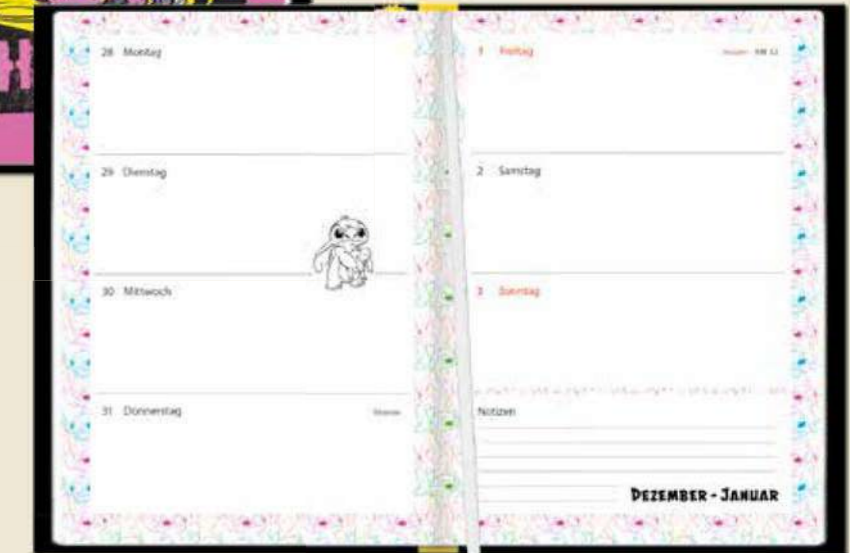 28 Montag
29 Dienstag
30 Mittwoch
31 Donnerstag
1 Freitag
2 Samstag
3 Sonntag
Notizen
DEZEMBER - JANUAR